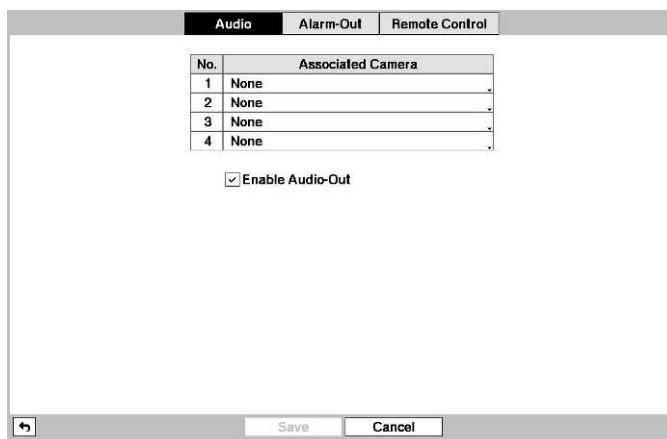 Audio Alarm-Out Remote Control
No. Associated Camera
1 None
2 None
3 None
4 None
Enable Audio-Out
Save Cancel